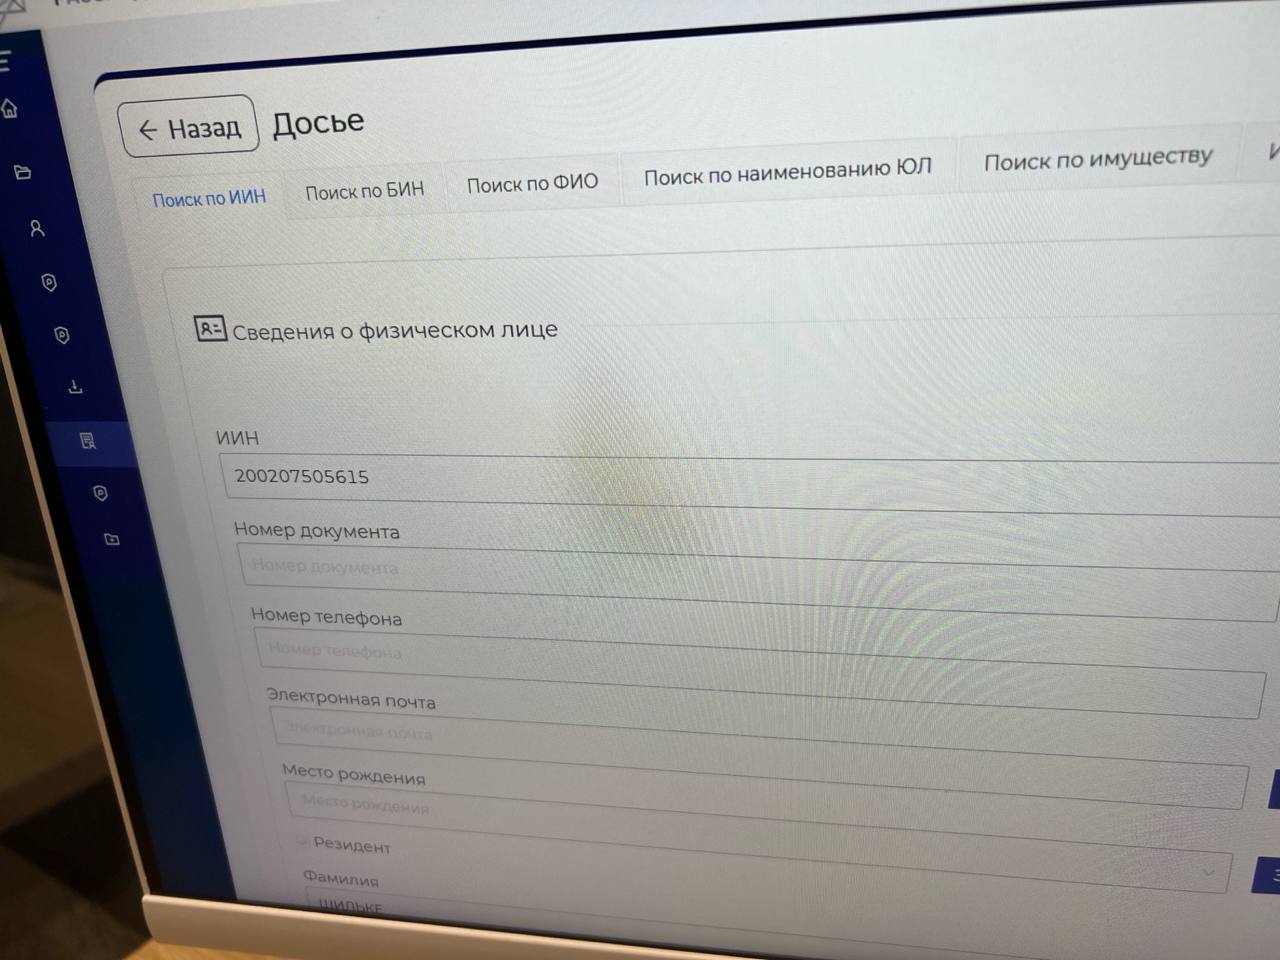 ← Назад Досье
Поиск по ИИН Поиск по БИН Поиск по ФИО Поиск по наименованию ЮЛ Поиск по имуществу
Сведения о физическом лице
ИИН
200207505615
Номер документа
Номер документа
Номер телефона
Номер телефона
Электронная почта
Электронная почта
Место рождения
Место рождения
Резидент
Фамилия
ШИЛЬКЕ